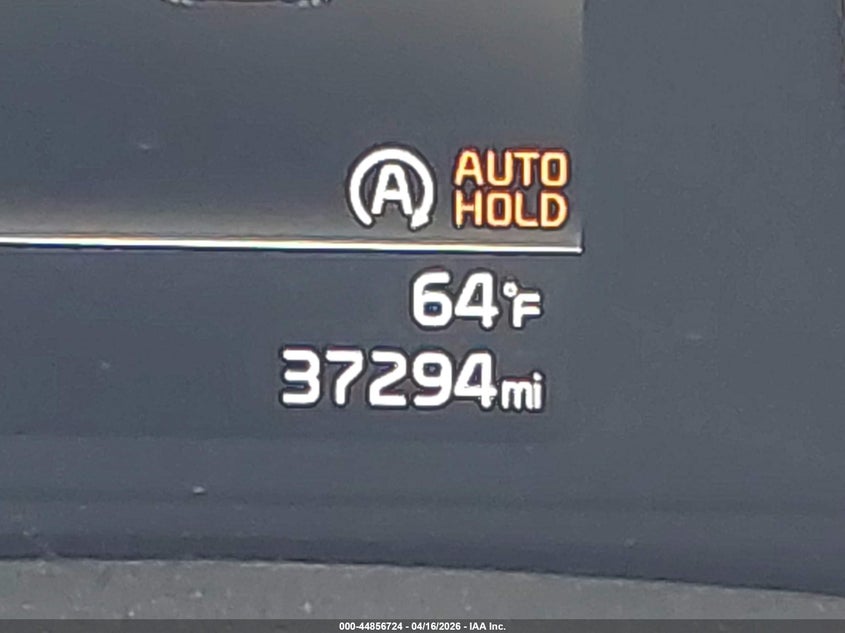 A AUTO
HOLD
64°F
37294mi
000-44856724 - 04/16/2026 - IAA Inc.